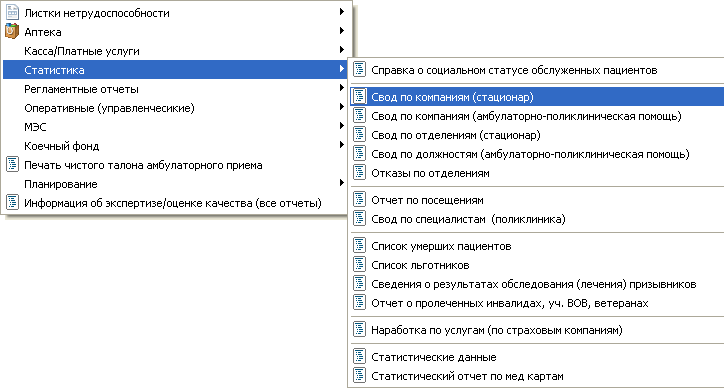 Листки нетрудоспособности
Аптека
Касса/Платные услуги
Статистика
Регламентные отчеты
Оперативные (управленчесикие)
МЭС
Коечный фонд
Печать чистого талона амбулаторного приема
Планирование
Информация об экспертизе/оценке качества (все отчеты)
Справка о социальном статусе обслуженных пациентов
Свод по компаниям (стационар)
Свод по компаниям (амбулаторно-поликлиническая помощь)
Свод по отделениям (стационар)
Свод по должностям (амбулаторно-поликлиническая помощь)
Отказы по отделениям
Отчет по посещениям
Свод по специалистам (поликлиника)
Список умерших пациентов
Список льготников
Сведения о результатах обследования (лечения) призывников
Отчет о пролеченных инвалидах, уч. ВОВ, ветеранах
Наработка по услугам (по страховым компаниям)
Статистические данные
Статистический отчет по мед картам